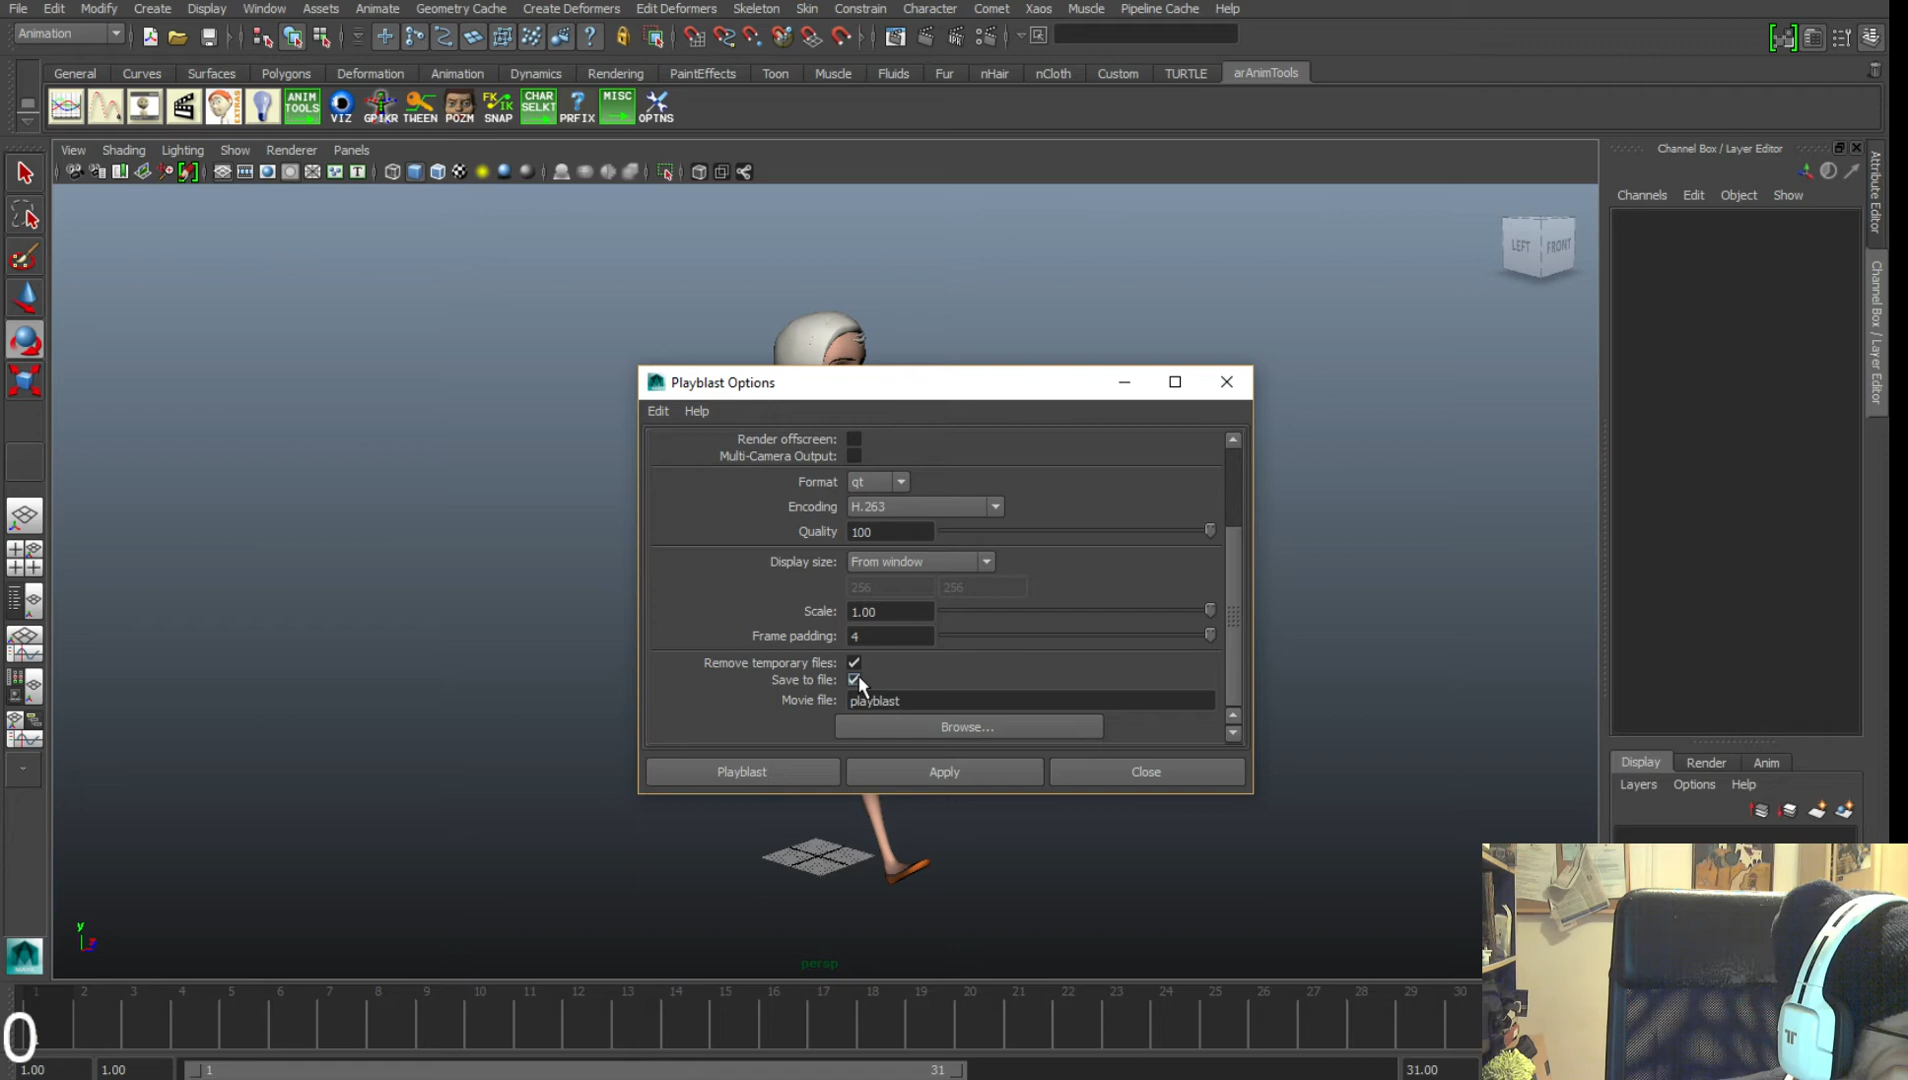 File Edit Modify Create Display Window Assets Animate Geometry Cache Create Deformers Edit Deformers Skeleton Skin Constrain Character Comet Xaos Muscle Pipeline Cache Help
Animation
General Curves Surfaces Polygons Deformation Animation Dynamics Rendering PaintEffects Toon Muscle Fluids Fur nHair nCloth Custom TURTLE arAnimTools
ANIM TOOLS VIZ GPIKR TWEEN POZM FK/IK SNAP CHAR SELKT PRFIX MISC OPTNS
View Shading Lighting Show Renderer Panels
Channel Box / Layer Editor
Channels Edit Object Show
Attribute Editor
Channel Box / Layer Editor
LEFT FRONT
Playblast Options
Edit Help
Render offscreen:
Multi-Camera Output:
Format qt
Encoding H.263
Quality 100
Display size: From window
256 256
Scale: 1.00
Frame padding: 4
Remove temporary files:
Save to file:
Movie file: playblast
Browse...
Playblast Apply Close
Display Render Anim
Layers Options Help
y
z
persp
1 2 3 4 5 6 7 8 9 10 11 12 13 14 15 16 17 18 19 20 21 22 23 24 25 26 27 28 29 30
0
1.00 1.00 1 31 31.00